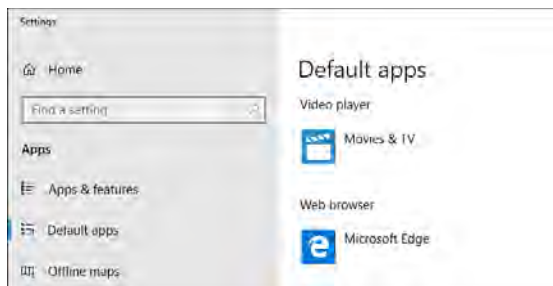 Settings
Home
Find a setting
Apps
Apps & features
Default apps
Offline maps
Default apps
Video player
Movies & TV
Web browser
Microsoft Edge